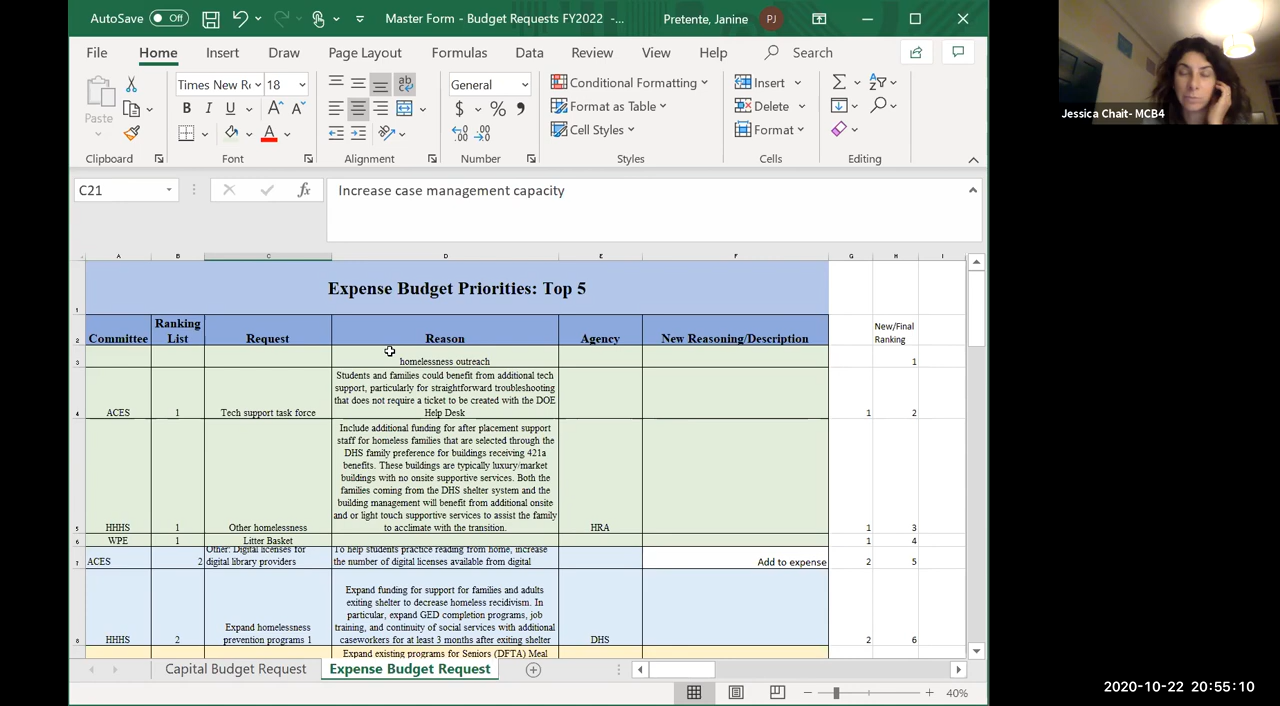 AutoSave Off Master Form - Budget Requests FY2022 -... Pretente, Janine PJ
File Home Insert Draw Page Layout Formulas Data Review View Help Search
Paste
Times New Ro 18
B I U
A A
A
ab
General
$ % ,
Conditional Formatting
Format as Table
Cell Styles
Insert
Delete
Format
Clipboard Font Alignment Number Styles Cells Editing
C21 fx Increase case management capacity
A B C D E F G H I
1 Expense Budget Priorities: Top 5
2 Committee
Ranking
List
Request Reason Agency New Reasoning/Description
New/Final
Ranking
3 homelessness outreach 1
Students and families could benefit from additional tech
support, particularly for straightforward troubleshooting
that does not require a ticket to be created with the DOE
4 ACES 1 Tech support task force Help Desk 1 2
Include additional funding for after placement support
staff for homeless families that are selected through the
DHS family preference for buildings receiving 421a
benefits. These buildings are typically luxury/market
buildings with no onsite supportive services. Both the
families coming from the DHS shelter system and the
building management will benefit from additional onsite
and or light touch supportive services to assist the family
5 HHHS 1 Other homelessness to acclimate with the transition. HRA 1 3
6 WPE 1 Litter Basket 1 4
Other: Digital licenses for To help students practice reading from home, increase
7 ACES 2 digital library providers the number of digital licenses available from digital Add to expense 2 5
Expand funding for support for families and adults
exiting shelter to decrease homeless recidivism. In
particular, expand GED completion programs, job
Expand homelessness training, and continuity of social services with additional
8 HHHS 2 prevention programs 1 caseworkers for at least 3 months after exiting shelter DHS 2 6
Expand existing programs for Seniors (DFTA) Meal
Capital Budget Request Expense Budget Request
40%
Jessica Chait- MCB4
2020-10-22 20:55:10